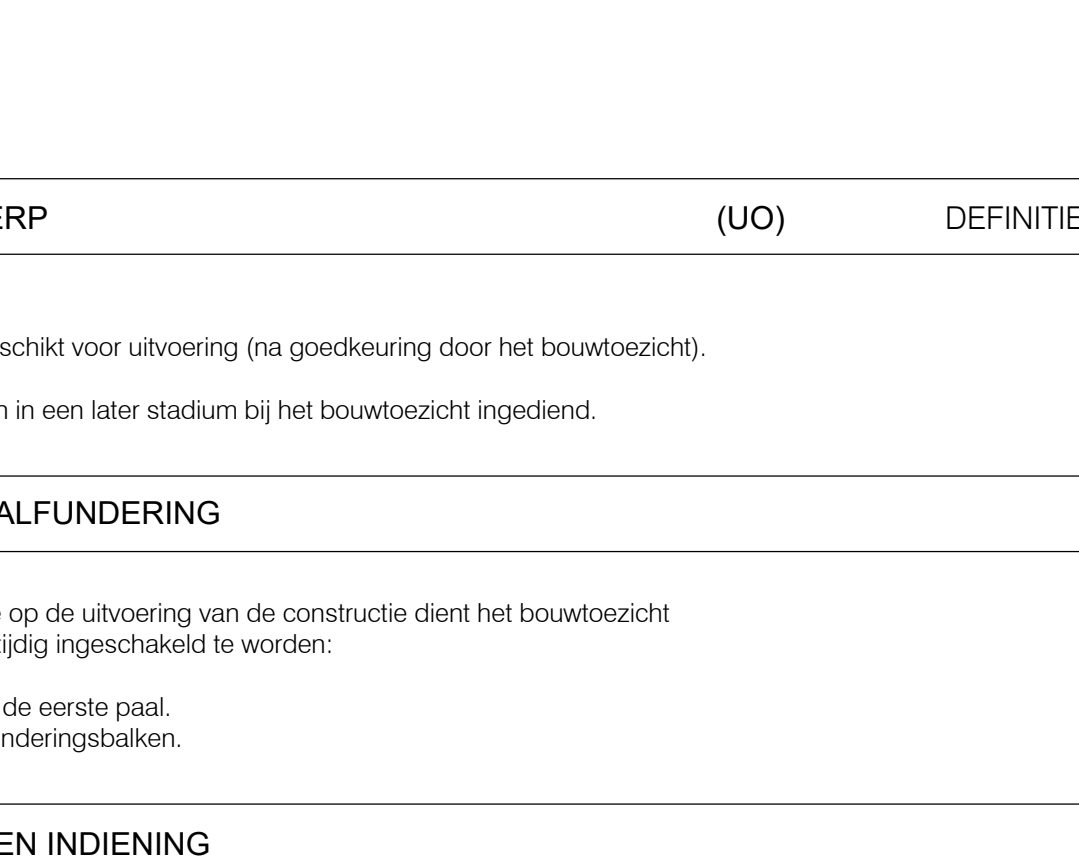 ERP (UO) DEFINITIE
schikt voor uitvoering (na goedkeuring door het bouwtoezicht).
n in een later stadium bij het bouwtoezicht ingediend.
ALFUNDERING
e op de uitvoering van de constructie dient het bouwtoezicht
tijdig ingeschakeld te worden:
de eerste paal.
nderingsbalken.
EN INDIENING